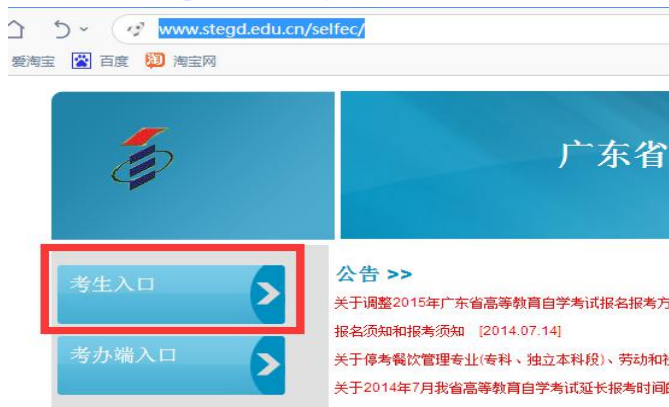 www.stegd.edu.cn/selfec/
爱淘宝 百度 淘宝网
广东省
考生入口
公告 >>
关于调整2015年广东省高等教育自学考试报名报考方
报名须知和报考须知 [2014.07.14]
考办端入口
关于停考餐饮管理专业(专科、独立本科段)、劳动和社
关于2014年7月我省高等教育自学考试延长报考时间的